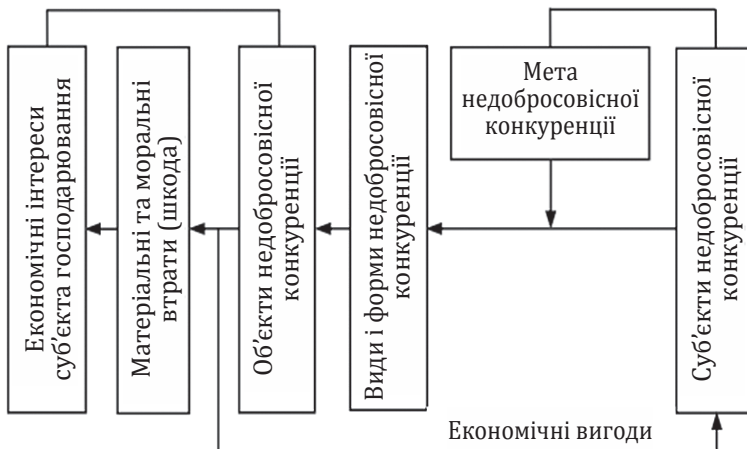 Економічні інтереси
суб’єкта господарювання
Матеріальні та моральні
втрати (шкода)
Об’єкти недобросовісної
конкуренції
Види і форми недобросовісної
конкуренції
Мета
недобросовісної
конкуренції
Суб’єкти недобросовісної
конкуренції
Економічні вигоди